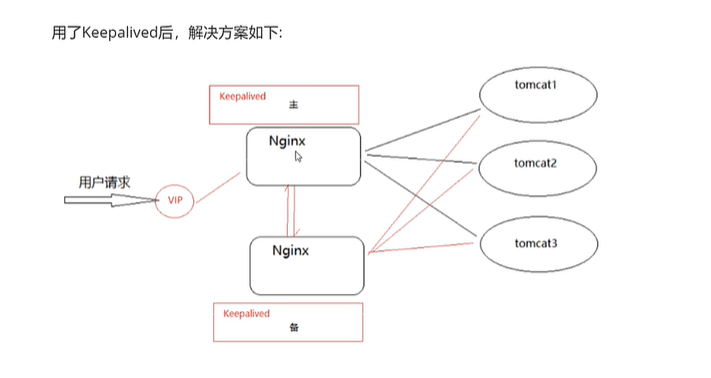 用了Keepalived后，解决方案如下:
Keepalived
主
Nginx
用户请求
VIP
Nginx
Keepalived
备
tomcat1
tomcat2
tomcat3